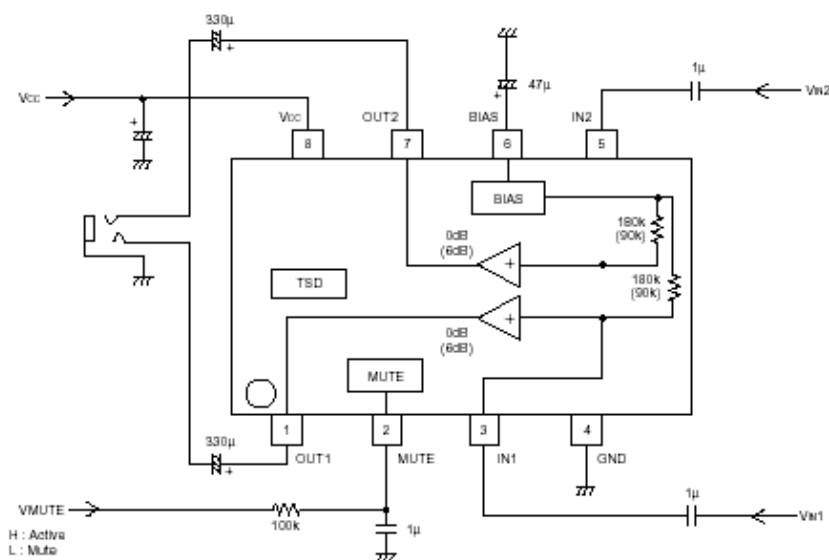 330μ
+
47μ
+
1μ
VCC
VIN2
+
VCC
OUT2
BIAS
IN2
8
7
6
5
BIAS
180k
(90k)
0dB
(6dB)
+
180k
(90k)
TSD
+
0dB
(6dB)
MUTE
1
2
3
4
330μ
+
OUT1
MUTE
IN1
GND
VMUTE
100k
1μ
1μ
VIN1
H : Active
L : Mute